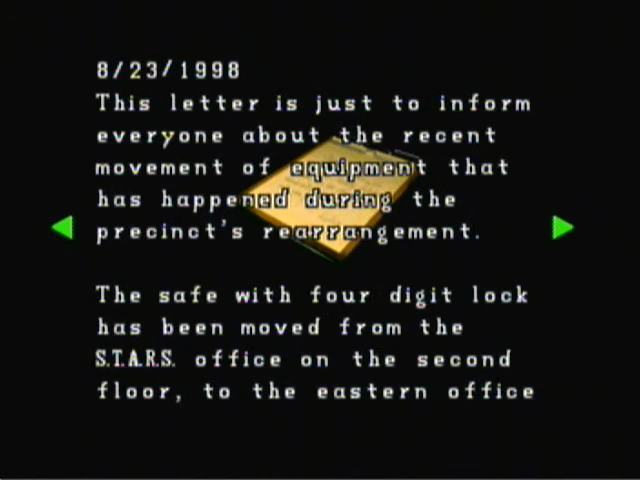 8/23/1998
This letter is just to inform
everyone about the recent
movement of equipment that
has happened during the
precinct's rearrangement.
The safe with four digit lock
has been moved from the
S.T.A.R.S. office on the second
floor, to the eastern office